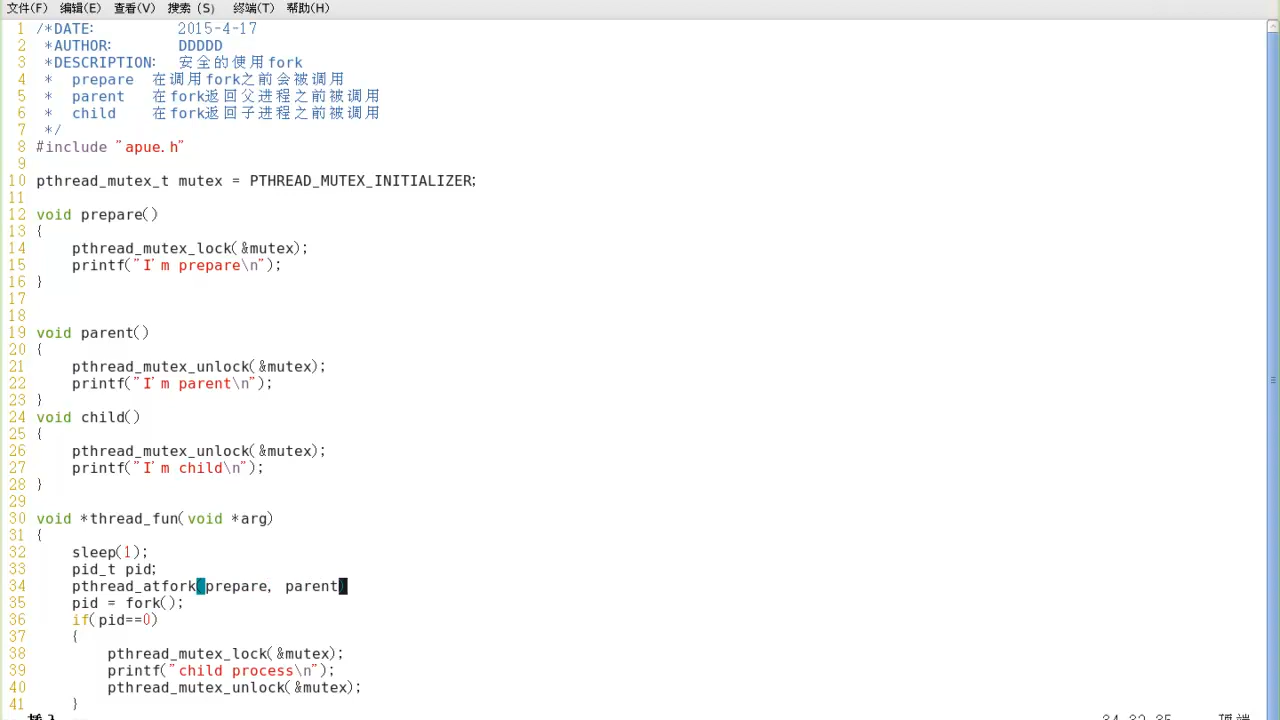 文件(F) 编辑(E) 查看(V) 搜索 (S) 终端(T) 帮助(H)
1 /*DATE: 2015-4-17
2 *AUTHOR: DDDDD
3 *DESCRIPTION: 安全的使用fork
4 * prepare 在调用fork之前会被调用
5 * parent 在fork返回父进程之前被调用
6 * child 在fork返回子进程之前被调用
7 */
8 #include "apue.h"
9
10 pthread_mutex_t mutex = PTHREAD_MUTEX_INITIALIZER;
11
12 void prepare()
13 {
14 pthread_mutex_lock(&mutex);
15 printf("I'm prepare\n");
16 }
17
18
19 void parent()
20 {
21 pthread_mutex_unlock(&mutex);
22 printf("I'm parent\n");
23 }
24 void child()
25 {
26 pthread_mutex_unlock(&mutex);
27 printf("I'm child\n");
28 }
29
30 void *thread_fun(void *arg)
31 {
32 sleep(1);
33 pid_t pid;
34 pthread_atfork(prepare, parent)
35 pid = fork();
36 if(pid==0)
37 {
38 pthread_mutex_lock(&mutex);
39 printf("child process\n");
40 pthread_mutex_unlock(&mutex);
41 }
插入 34,32-35 顶端